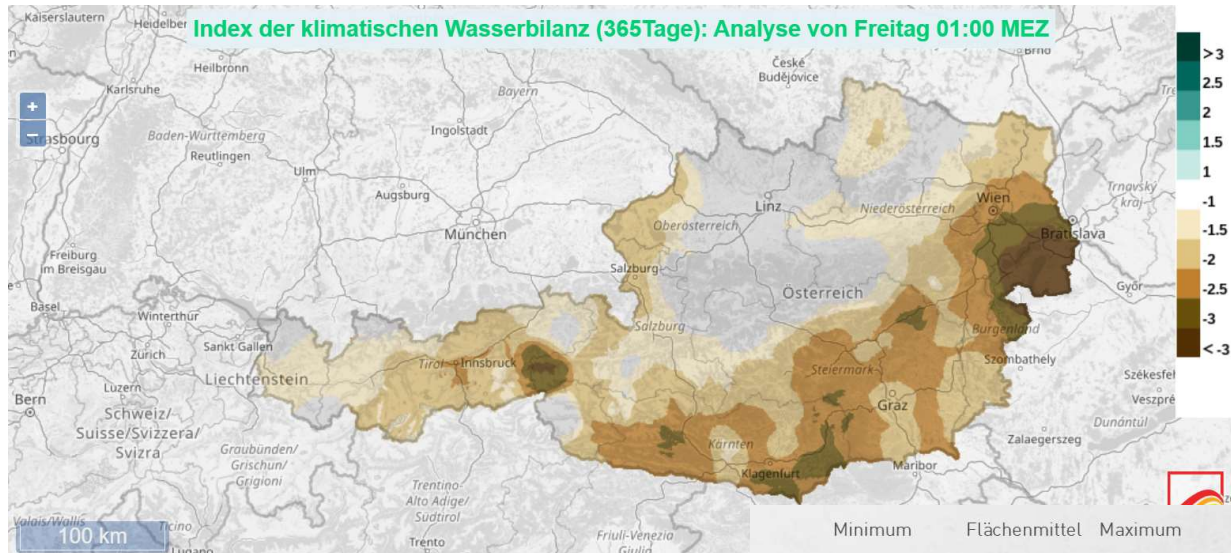 Index der klimatischen Wasserbilanz (365Tage): Analyse von Freitag 01:00 MEZ
Kaiserslautern
Heidelber
Heilbronn
Karlsruhe
České
Budějovice
Brno
+
−
Strasbourg
Baden-Württemberg
Bayern
Ingolstadt
Reutlingen
Ulm
Augsburg
München
Linz
Oberösterreich
Niederösterreich
Wien
Bratislava
Trnavský
kraj
Freiburg
im Breisgau
Salzburg
Österreich
Győr
Basel
Winterthur
Sankt Gallen
Salzburg
Burgenland
Zürich
Liechtenstein
Tirol
Innsbruck
Steiermark
Szombathely
Luzern
Bern
Schweiz/
Suisse/Svizzera/
Svizra
Graz
Székesfeh
Veszpré
Dunántúl
Graubünden/
Grischun/
Grigioni
Kärnten
Klagenfurt
Maribor
Zalaegerszeg
Trentino-
Alto Adige/
Südtirol
Valais/Wallis
Ticino
Lugano
Trento
Friuli-Venezia
Giulia
100 km
>3
2.5
2
1.5
1
-1
-1.5
-2
-2.5
-3
< -3
Minimum Flächenmittel Maximum